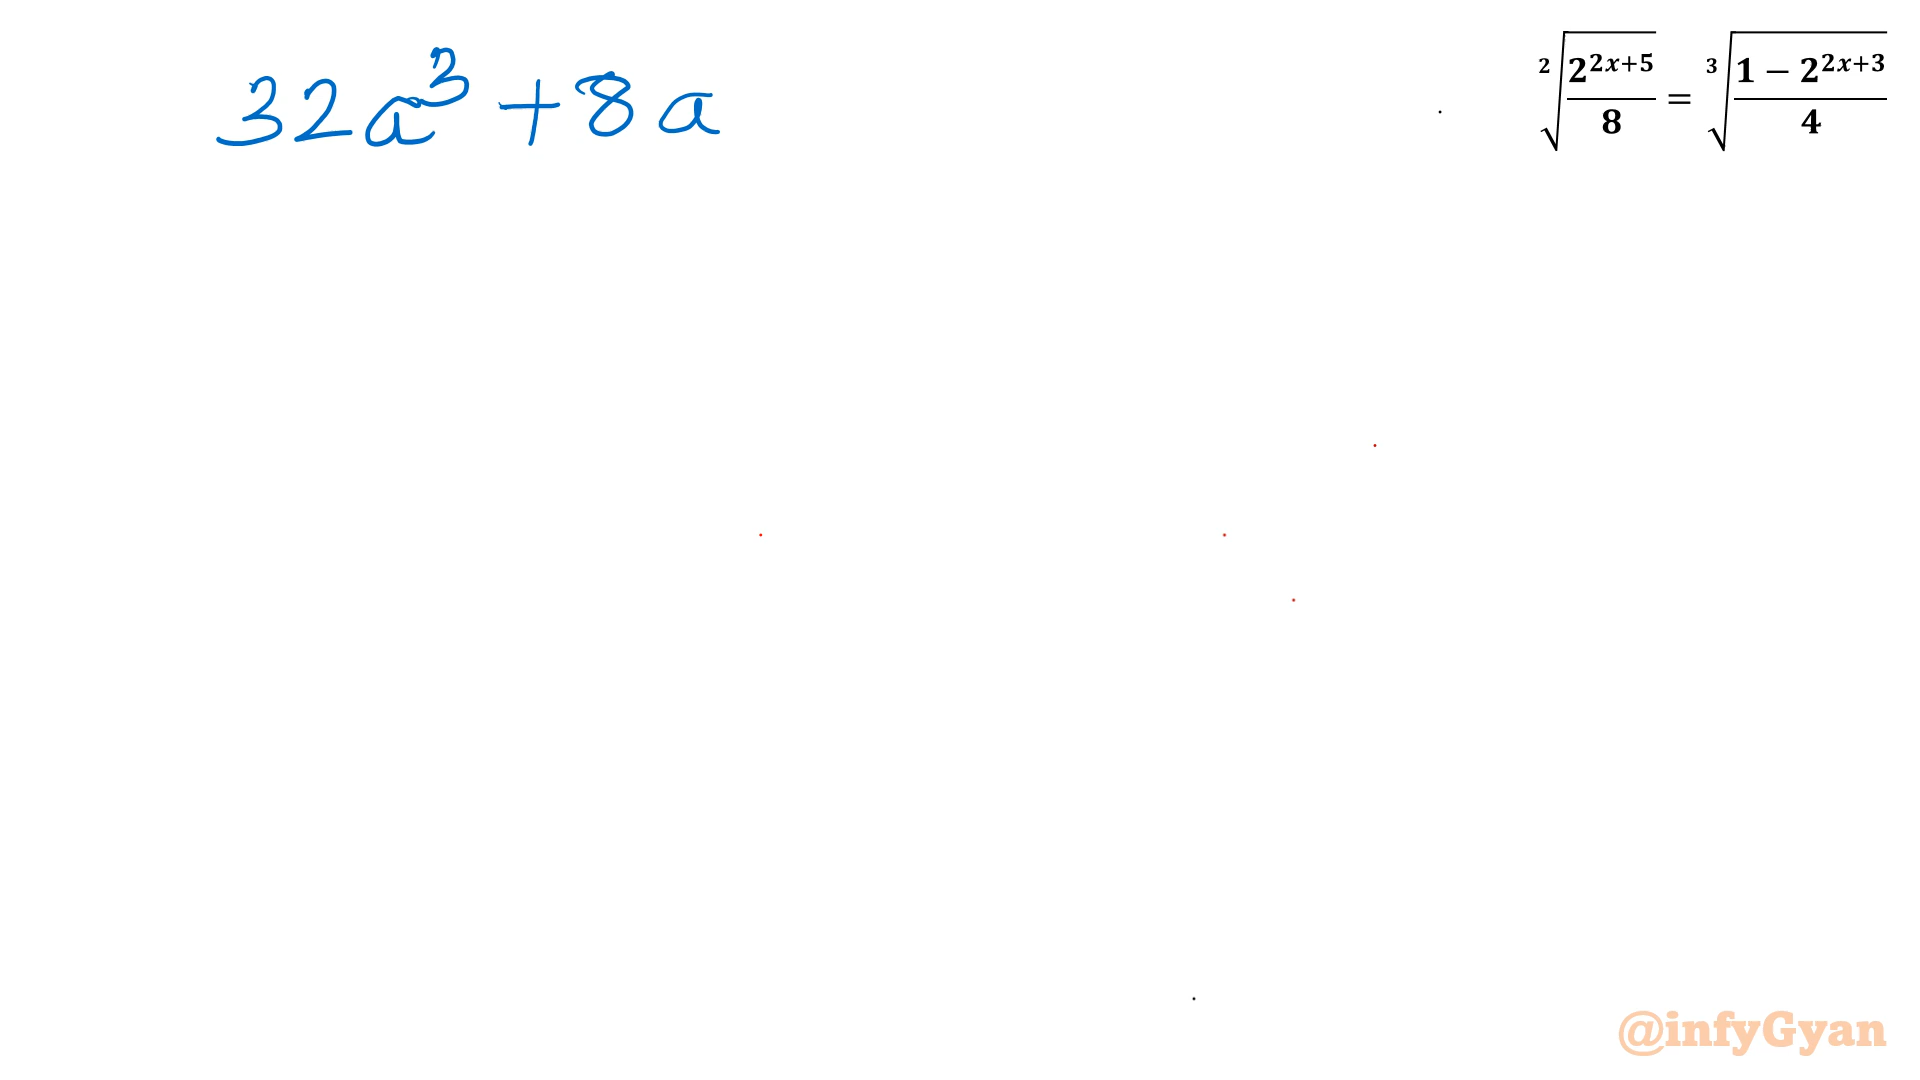 32a³ + 8a
²√(2^(2x+5)/8) = ³√((1 − 2^(2x+3))/4)
@infyGyan